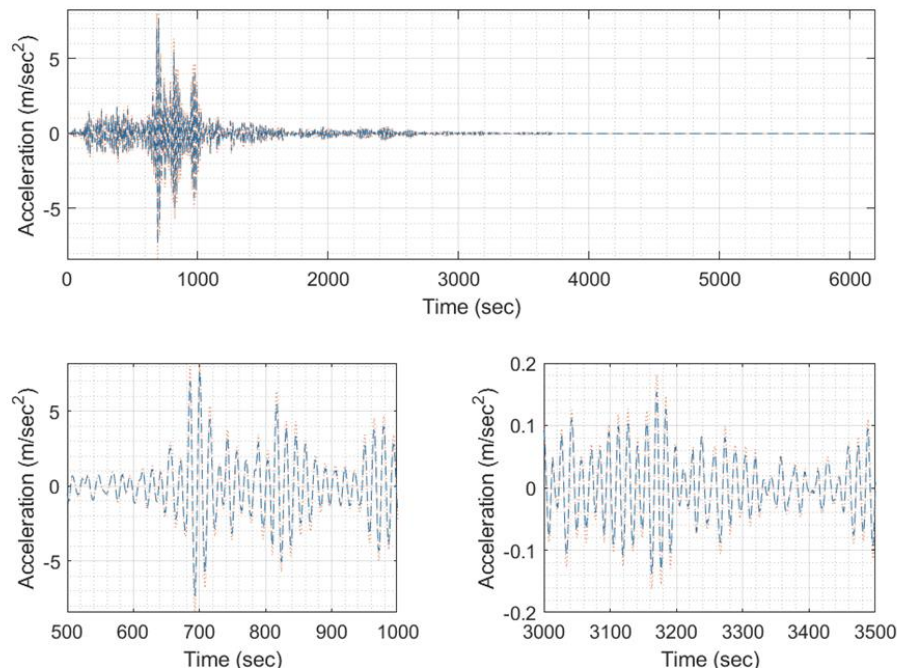 5
0
-5
Acceleration (m/sec²)
0 1000 2000 3000 4000 5000 6000
Time (sec)
5
0
-5
Acceleration (m/sec²)
500 600 700 800 900 1000
Time (sec)
0.2
0.1
0
-0.1
-0.2
Acceleration (m/sec²)
3000 3100 3200 3300 3400 3500
Time (sec)